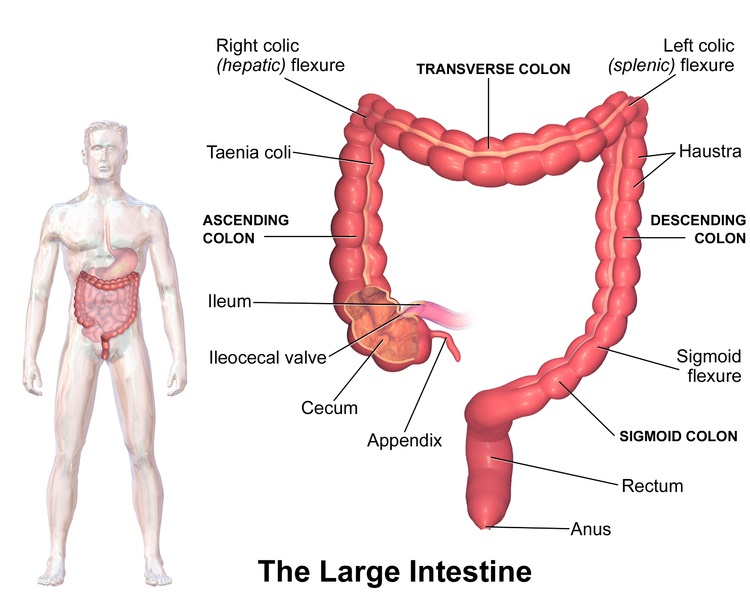 Right colic
(hepatic) flexure
TRANSVERSE COLON
Left colic
(splenic) flexure
Taenia coli
Haustra
ASCENDING
COLON
DESCENDING
COLON
Ileum
Ileocecal valve
Sigmoid
flexure
Cecum
Appendix
SIGMOID COLON
Rectum
Anus
The Large Intestine